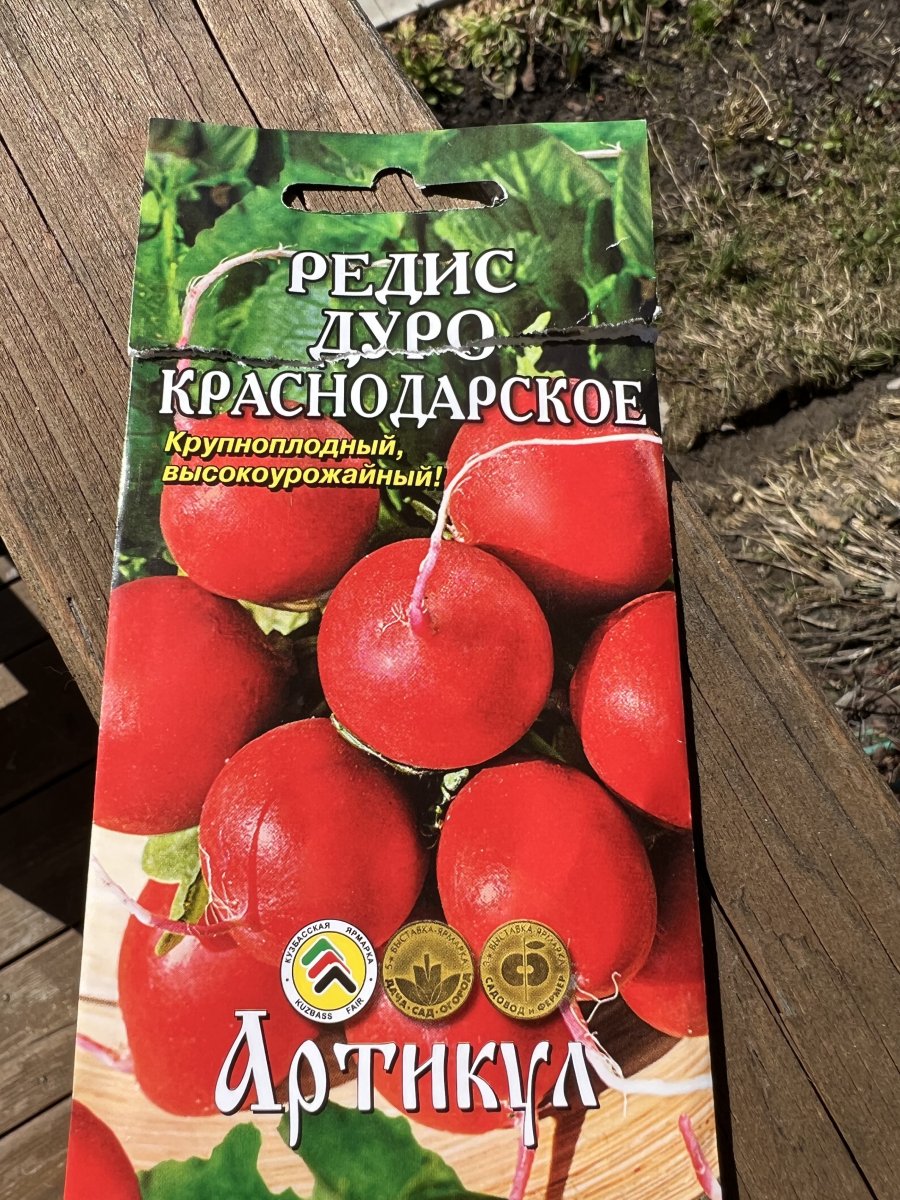 РЕДИС
ДУРО
КРАСНОДАРСКОЕ
Крупноплодный,
высокоурожайный!
КУЗБАССКАЯ ЯРМАРКА
KUZBASS FAIR
ВЫСТАВКА-ЯРМАРКА
ДАЧА•САД•ОГОРОД
ВЫСТАВКА ЯРМАРКА
САДОВОД и ФЕРМЕР
Артикул